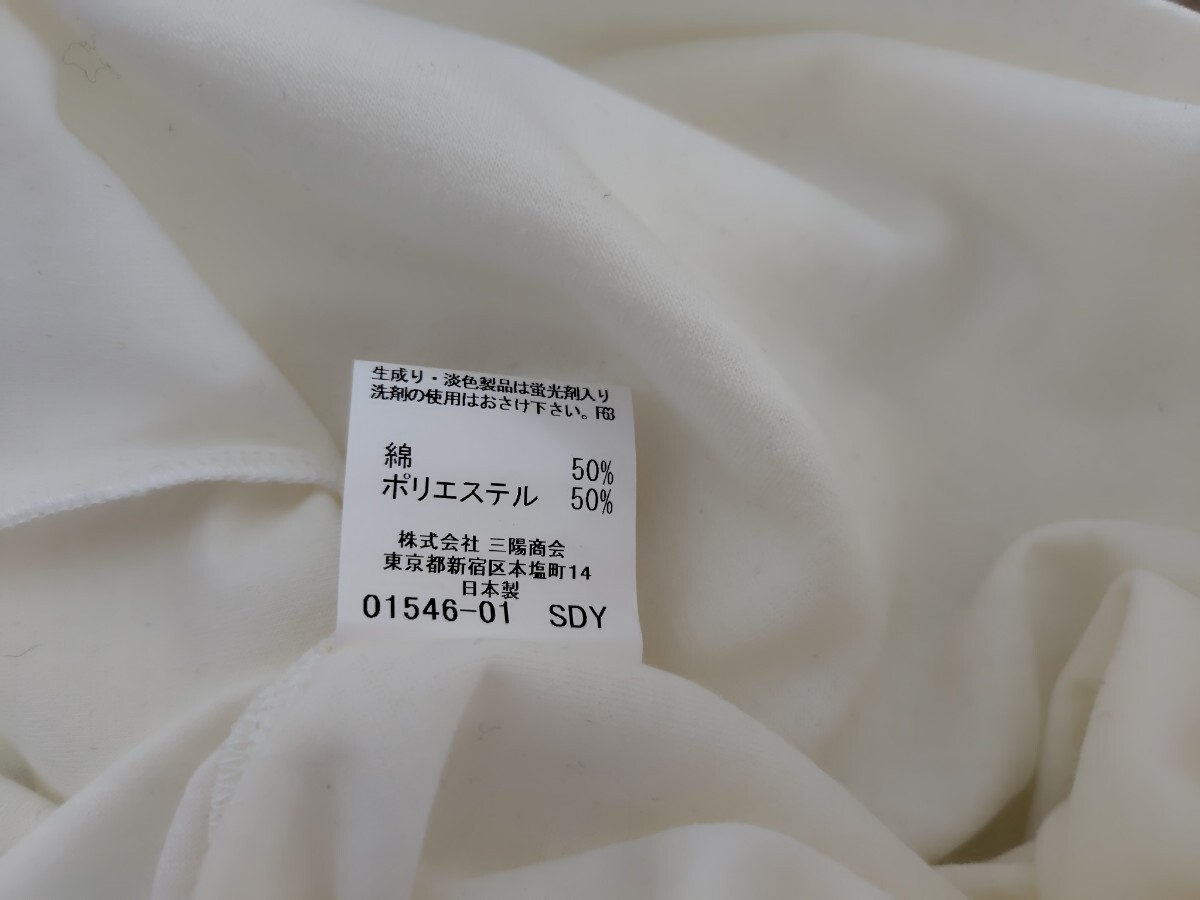 生成り・淡色製品は蛍光剤入り
洗剤の使用はおさけ下さい。F63
綿 50%
ポリエステル 50%
株式会社 三陽商会
東京都新宿区本塩町14
日本製
01546-01 SDY